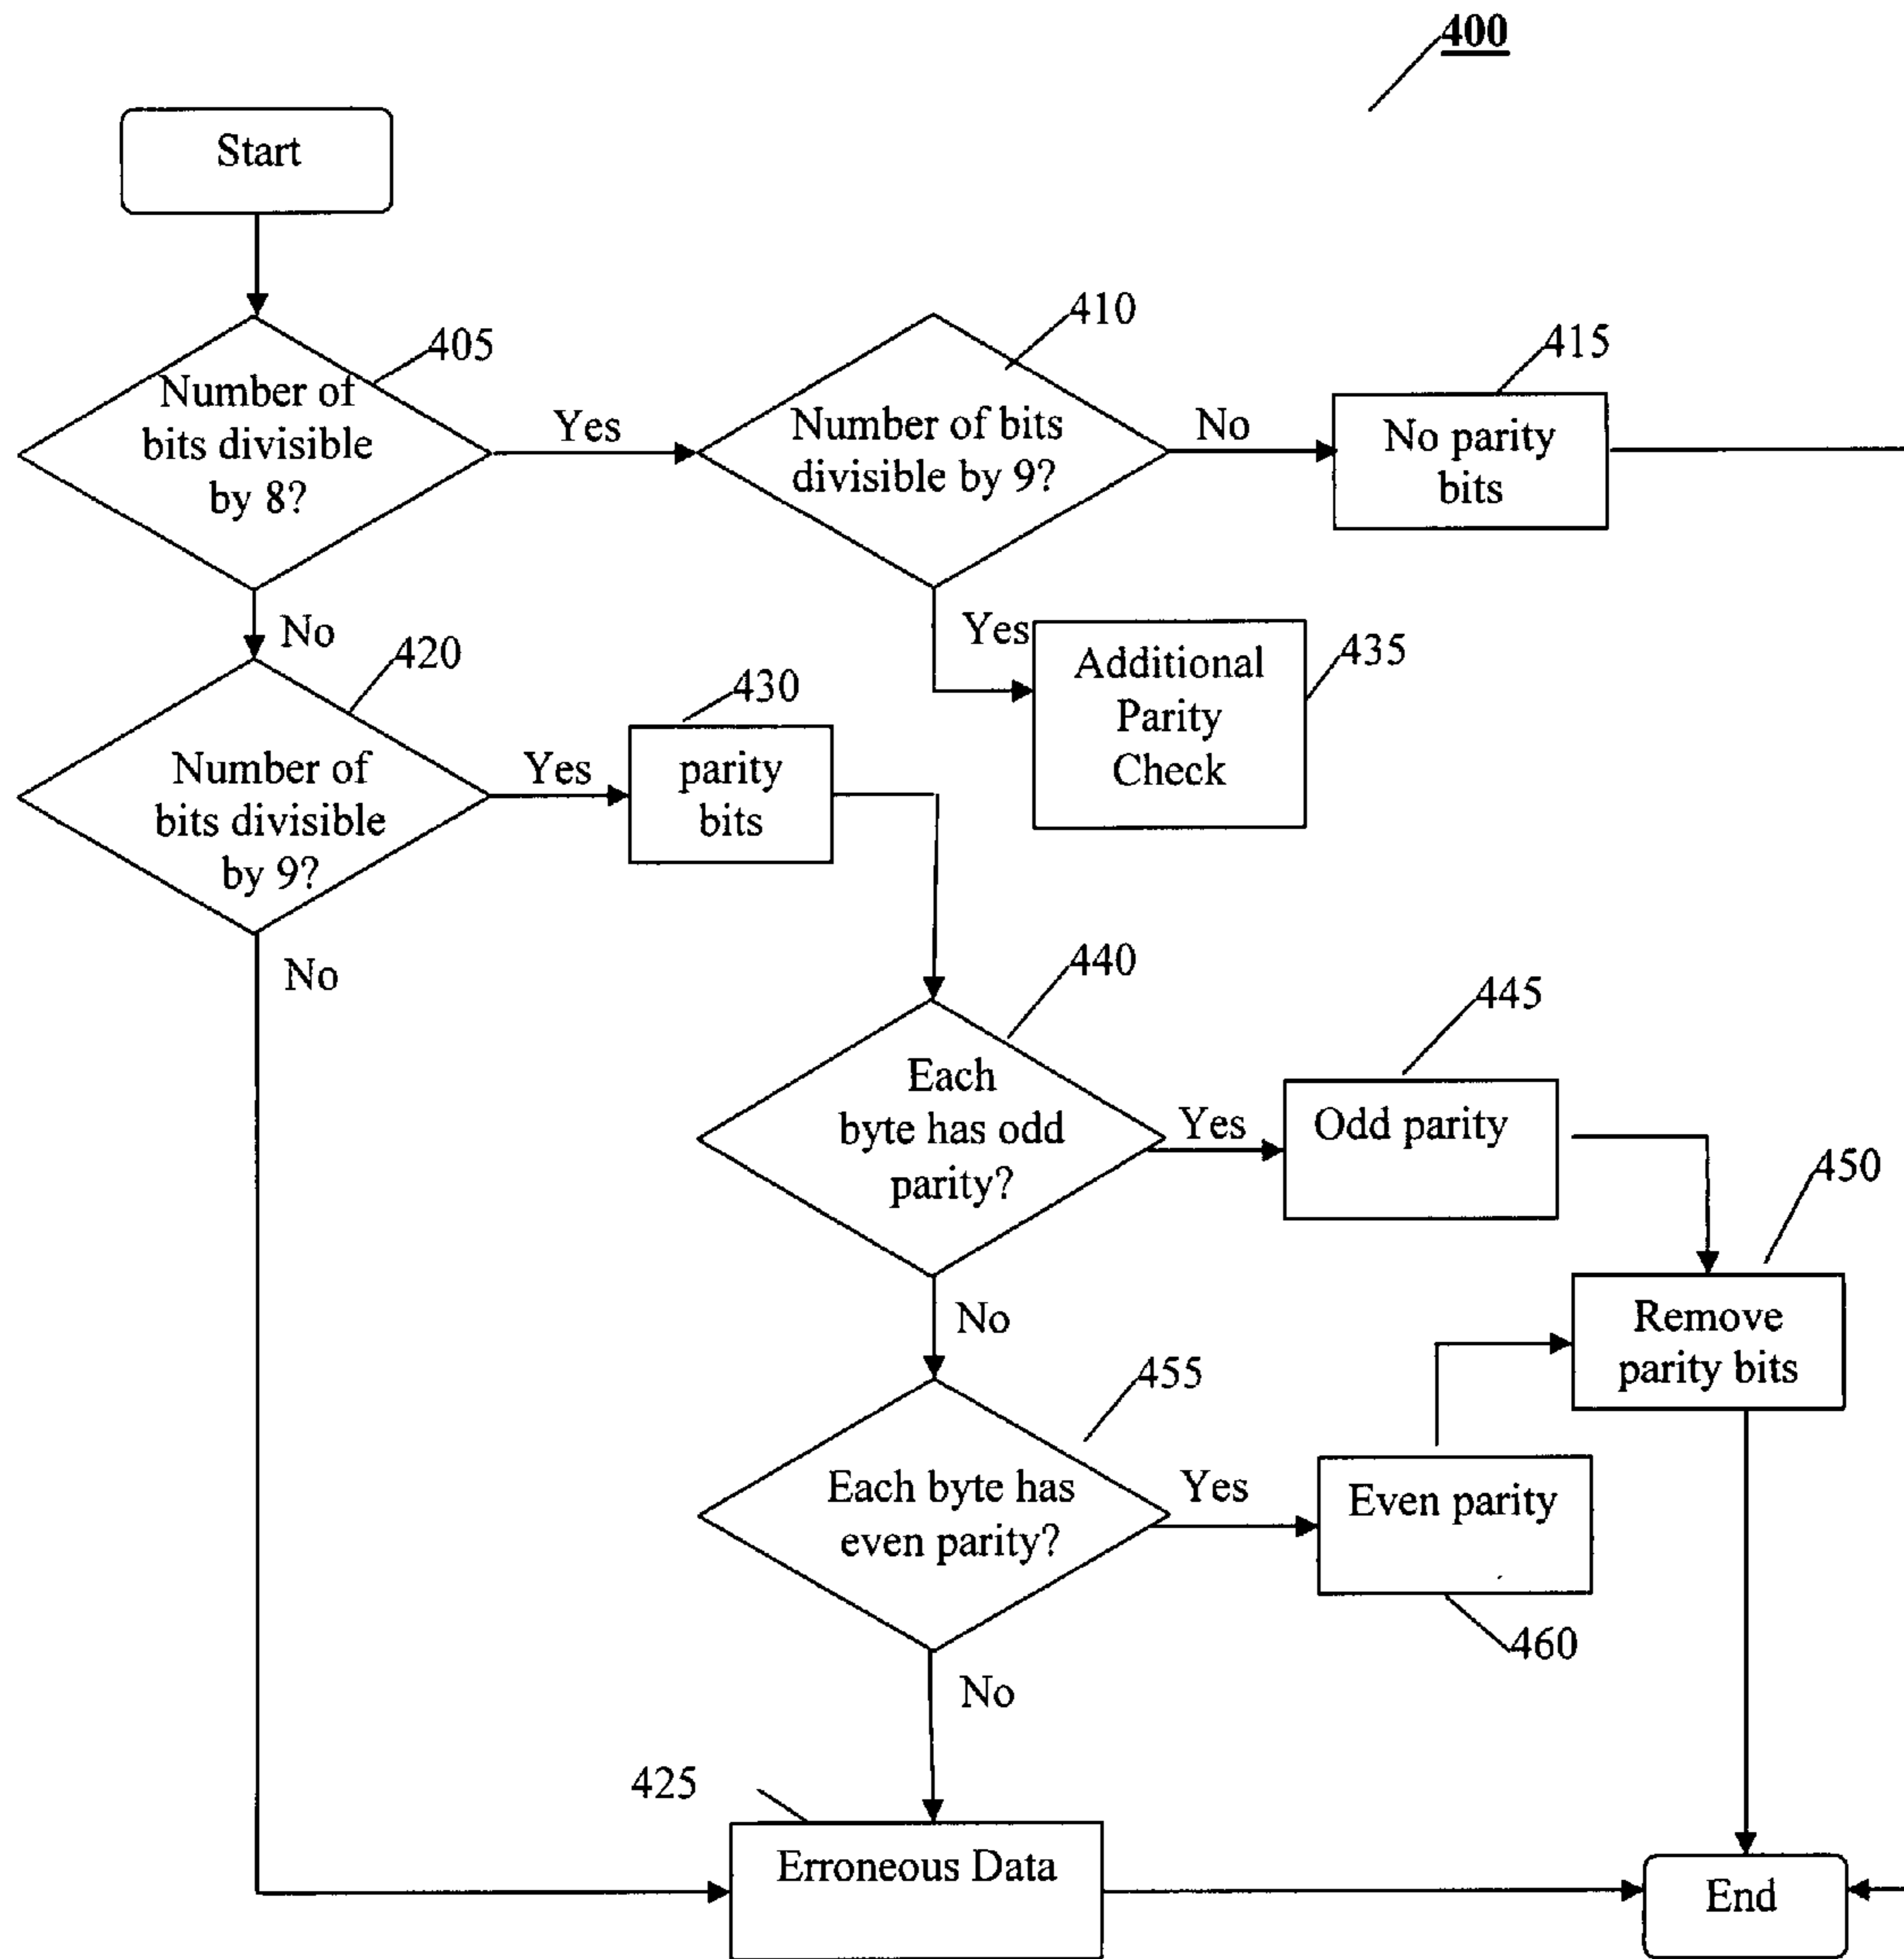 400
Start
405
Number of
bits divisible
by 8?
Yes
410
Number of bits
divisible by 9?
No
415
No parity
bits
No
Yes
435
Additional
Parity
Check
420
Number of
bits divisible
by 9?
Yes
430
parity
bits
No
440
Each
byte has odd
parity?
Yes
445
Odd parity
450
Remove
parity bits
No
455
Each byte has
even parity?
Yes
Even parity
460
No
425
Erroneous Data
End